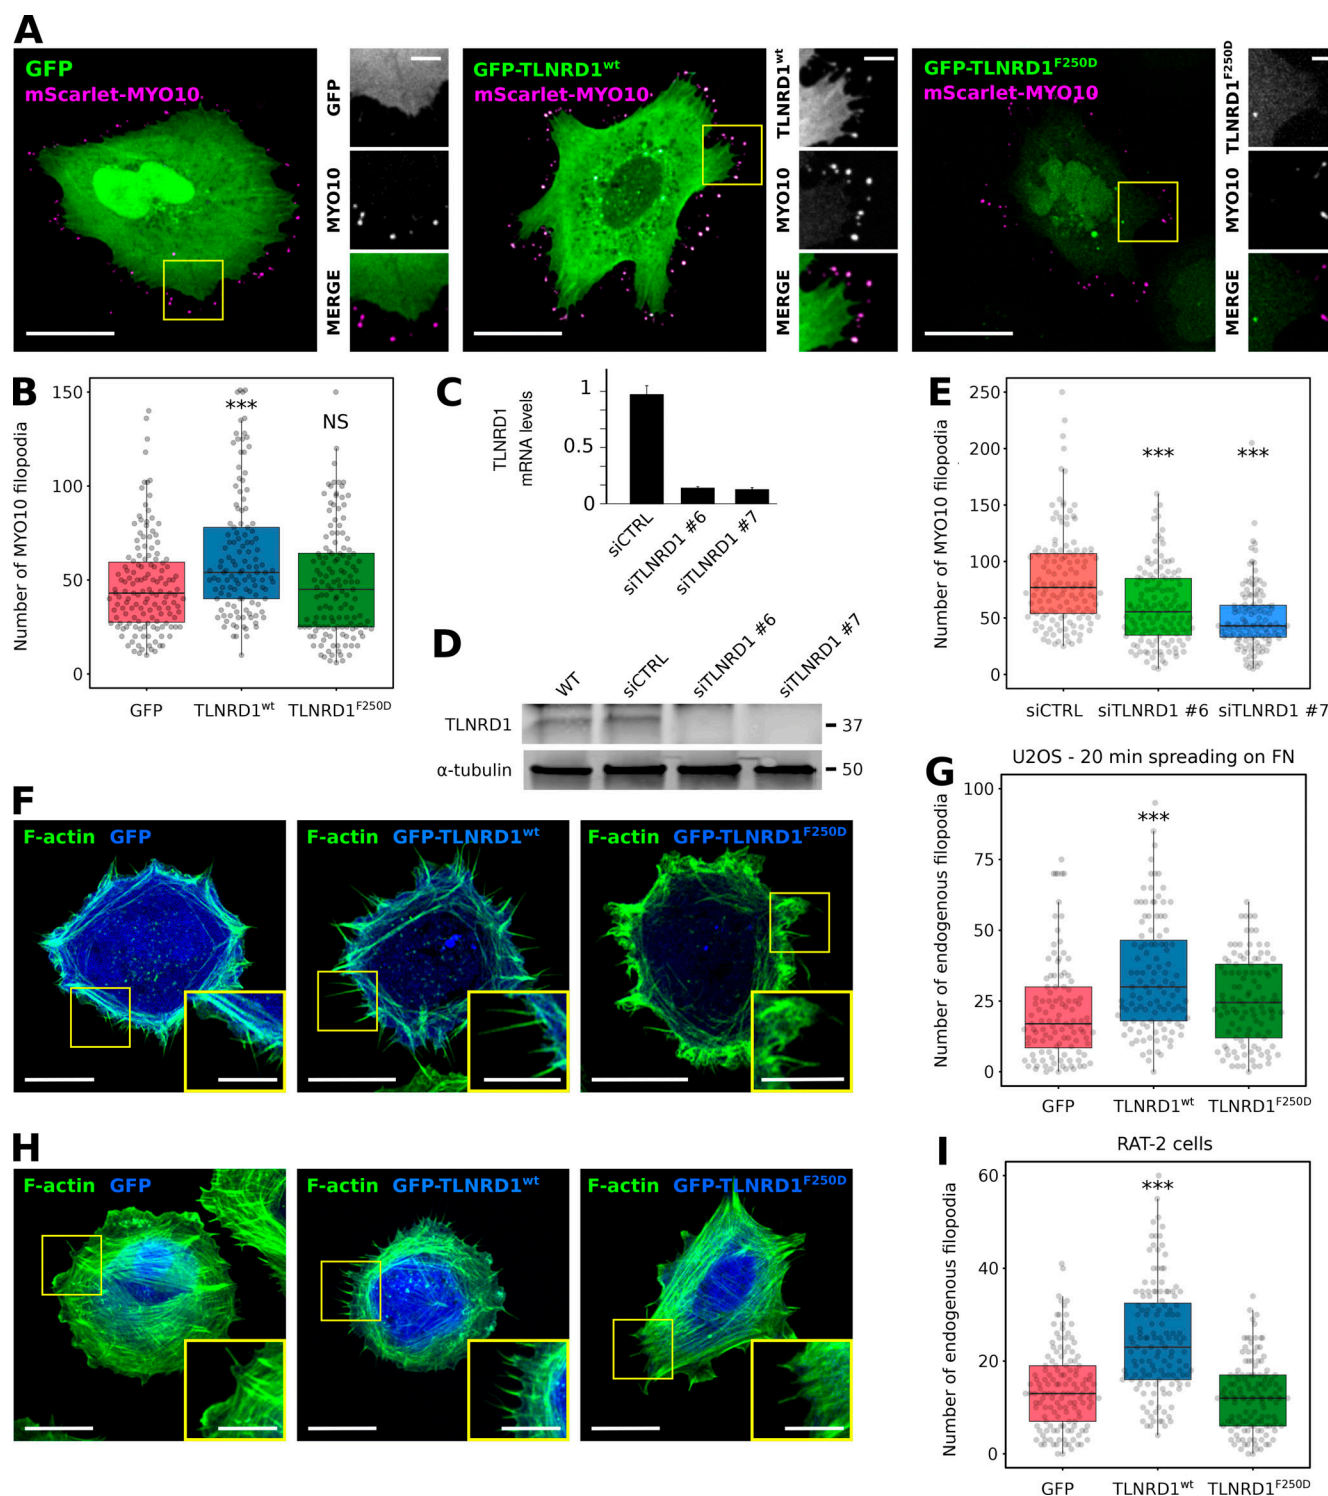 A
GFP
mScarlet-MYO10
GFP
MYO10
MERGE
GFP-TLNRD1wt
mScarlet-MYO10
TLNRD1wt
MYO10
MERGE
GFP-TLNRD1F250D
mScarlet-MYO10
TLNRD1F250D
MYO10
MERGE
B
Number of MYO10 filopodia
150
100
50
0
***
NS
GFP
TLNRD1wt
TLNRD1F250D
C
TLNRD1
mRNA levels
1
0.5
0
siCTRL
siTLNRD1 #6
siTLNRD1 #7
D
WT
siCTRL
siTLNRD1 #6
siTLNRD1 #7
TLNRD1
37
α-tubulin
50
E
Number of MYO10 filopodia
250
200
150
100
50
0
***
***
siCTRL
siTLNRD1 #6
siTLNRD1 #7
F
F-actin GFP
F-actin GFP-TLNRD1wt
F-actin GFP-TLNRD1F250D
G
U2OS - 20 min spreading on FN
Number of endogenous filopodia
100
75
50
25
0
***
GFP
TLNRD1wt
TLNRD1F250D
H
F-actin GFP
F-actin GFP-TLNRD1wt
F-actin GFP-TLNRD1F250D
I
RAT-2 cells
Number of endogenous filopodia
60
40
20
0
***
GFP
TLNRD1wt
TLNRD1F250D